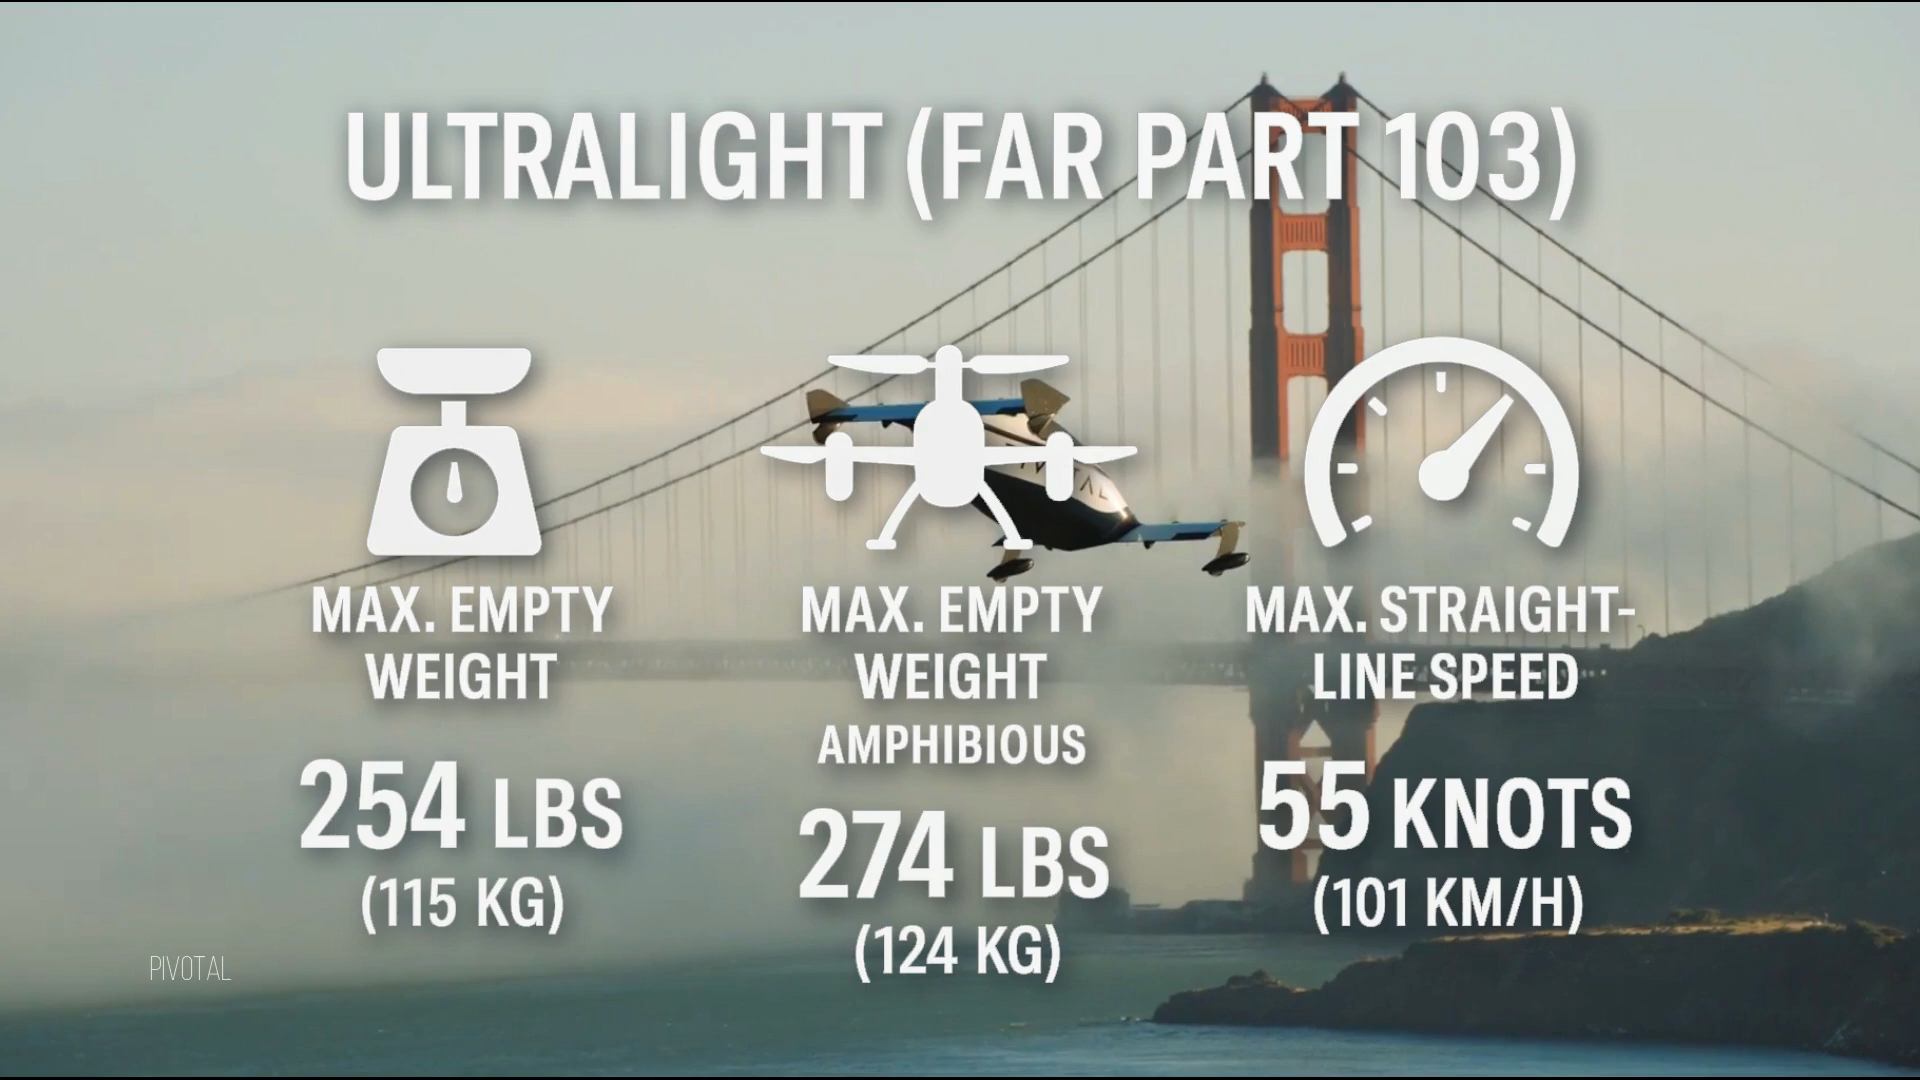 ULTRALIGHT (FAR PART 103)
MAX. EMPTY
WEIGHT
254 LBS
(115 KG)
MAX. EMPTY
WEIGHT
AMPHIBIOUS
274 LBS
(124 KG)
MAX. STRAIGHT-
LINE SPEED
55 KNOTS
(101 KM/H)
PIVOTAL